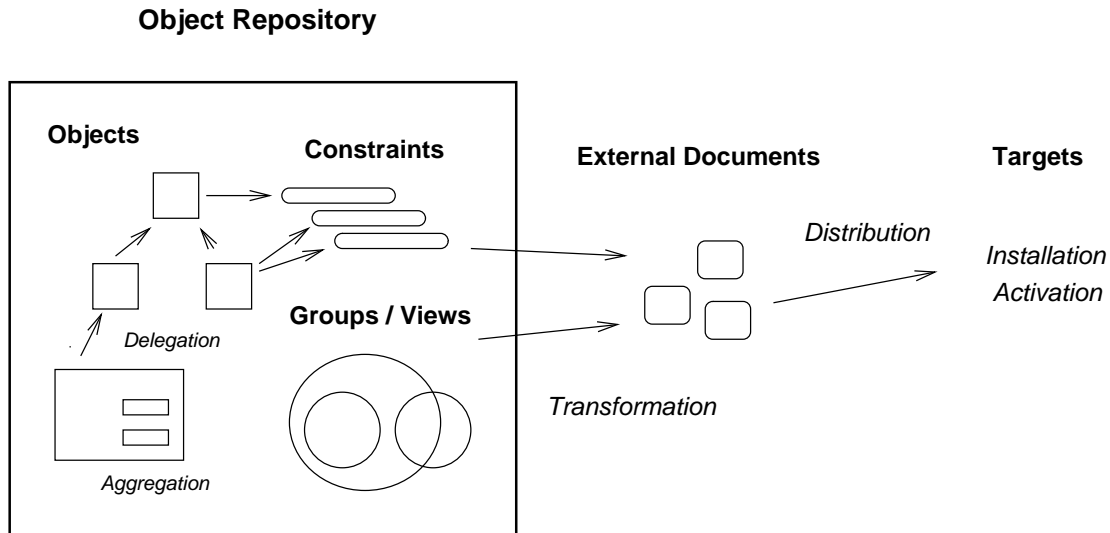 Object Repository
Objects
Constraints
External Documents
Targets
Distribution
Installation
Activation
Groups / Views
Delegation
Transformation
Aggregation